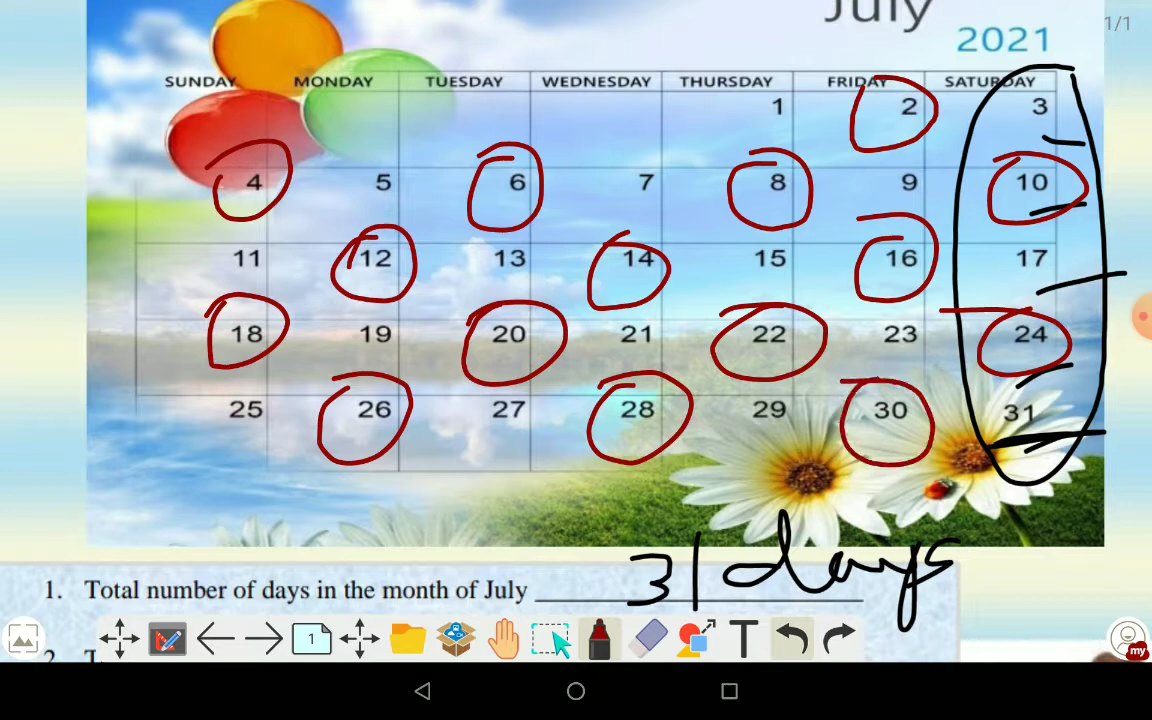 July
1/1
2021
SUNDAY MONDAY TUESDAY WEDNESDAY THURSDAY FRIDAY SATURDAY
1 2 3
4 5 6 7 8 9 10
11 12 13 14 15 16 17
18 19 20 21 22 23 24
25 26 27 28 29 30 31
1. Total number of days in the month of July 31 days
1
T
my
2. T